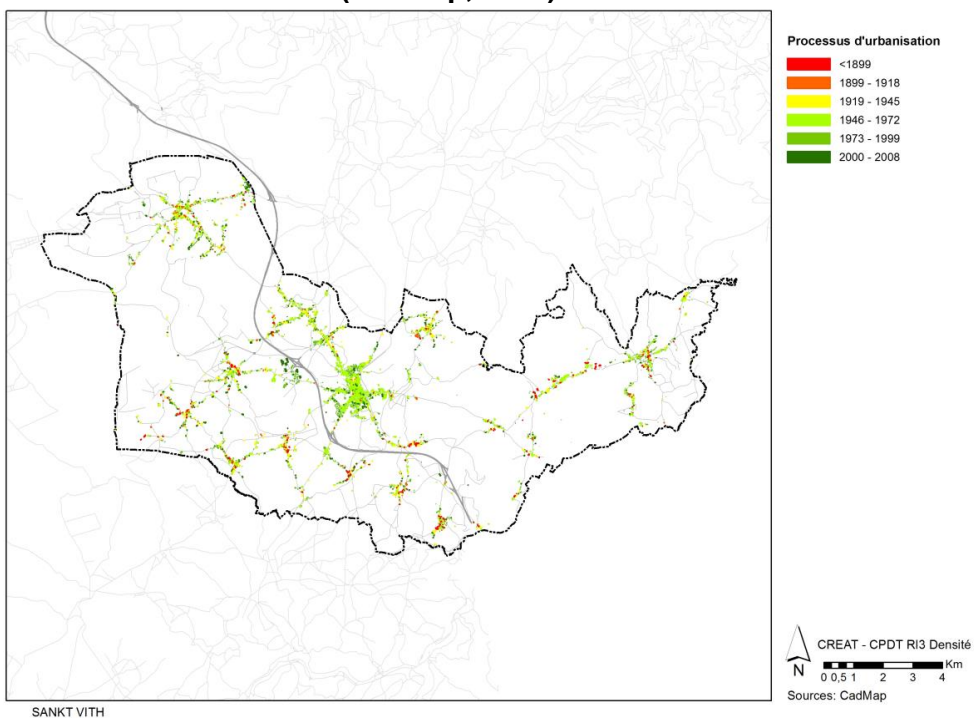 Processus d'urbanisation
<1899
1899 - 1918
1919 - 1945
1946 - 1972
1973 - 1999
2000 - 2008
N
CREAT - CPDT RI3 Densité
Km
0 0,5 1 2 3 4
Sources: CadMap
SANKT VITH